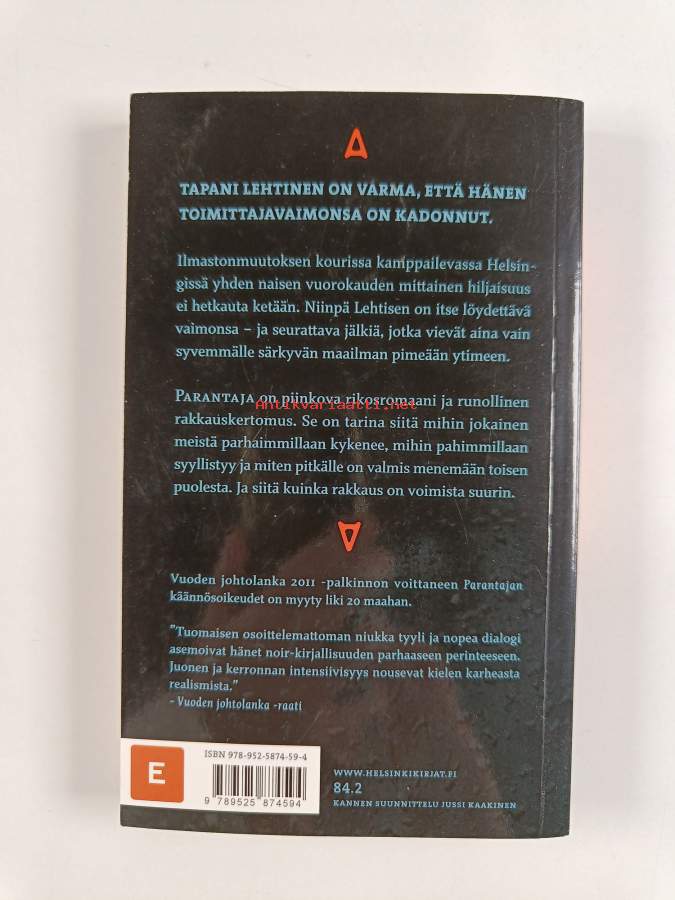 TAPANI LEHTINEN ON VARMA, ETTÄ HÄNEN
TOIMITTAJAVAIMONSA ON KADONNUT.
Ilmastonmuutoksen kourissa kamppailevassa Helsin-
gissä yhden naisen vuorokauden mittainen hiljaisuus
ei hetkauta ketään. Niinpä Lehtisen on itse löydettävä
vaimonsa – ja seurattava jälkiä, jotka vievät aina vain
syvemmälle särkyvän maailman pimeään ytimeen.
PARANTAJA on piinkova rikosromaani ja runollinen
Antikvariaatti.net
rakkauskertomus. Se on tarina siitä mihin jokainen
meistä parhaimmillaan kykenee, mihin pahimmillaan
syyllistyy ja miten pitkälle on valmis menemään toisen
puolesta. Ja siitä kuinka rakkaus on voimista suurin.
Vuoden johtolanka 2011 -palkinnon voittaneen Parantajan
käännösoikeudet on myyty liki 20 maahan.
"Tuomaisen osoittelemattoman niukka tyyli ja nopea dialogi
asemoivat hänet noir-kirjallisuuden parhaaseen perinteeseen.
Juonen ja kerronnan intensiivisyys nousevat kielen karheasta
realismista."
– Vuoden johtolanka -raati
E
ISBN 978-952-5874-59-4
9 789525 874594
WWW.HELSINKIKIRJAT.FI
84.2
KANNEN SUUNNITTELU JUSSI KAAKINEN